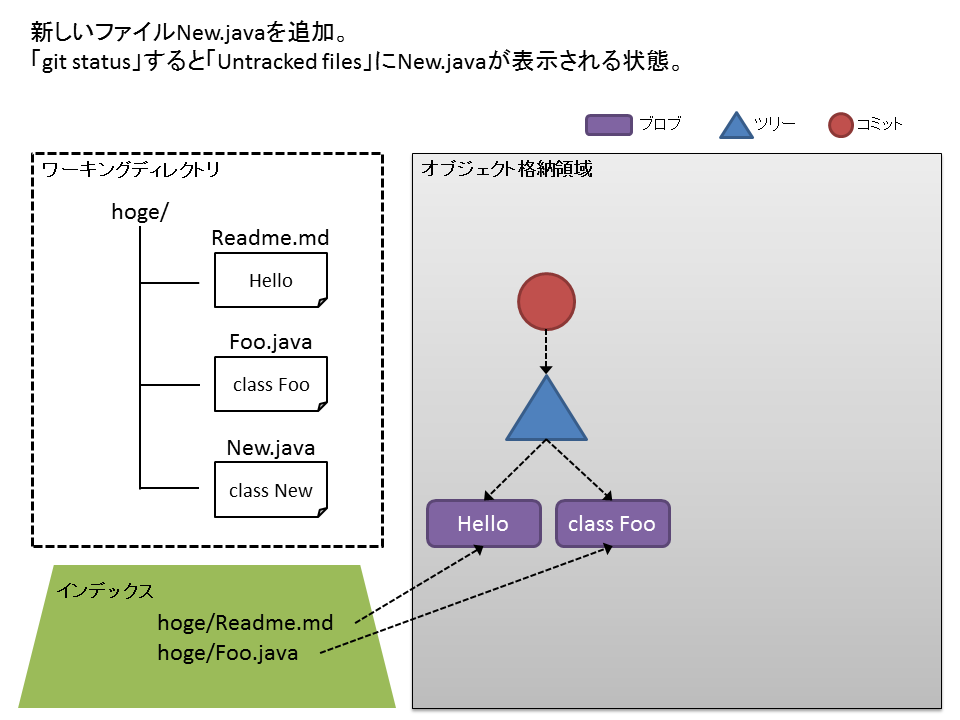 新しいファイルNew.javaを追加。
「git status」すると「Untracked files」にNew.javaが表示される状態。
ブロブ
ツリー
コミット
ワーキングディレクトリ
hoge/
Readme.md
Hello
Foo.java
class Foo
New.java
class New
オブジェクト格納領域
Hello
class Foo
インデックス
hoge/Readme.md
hoge/Foo.java